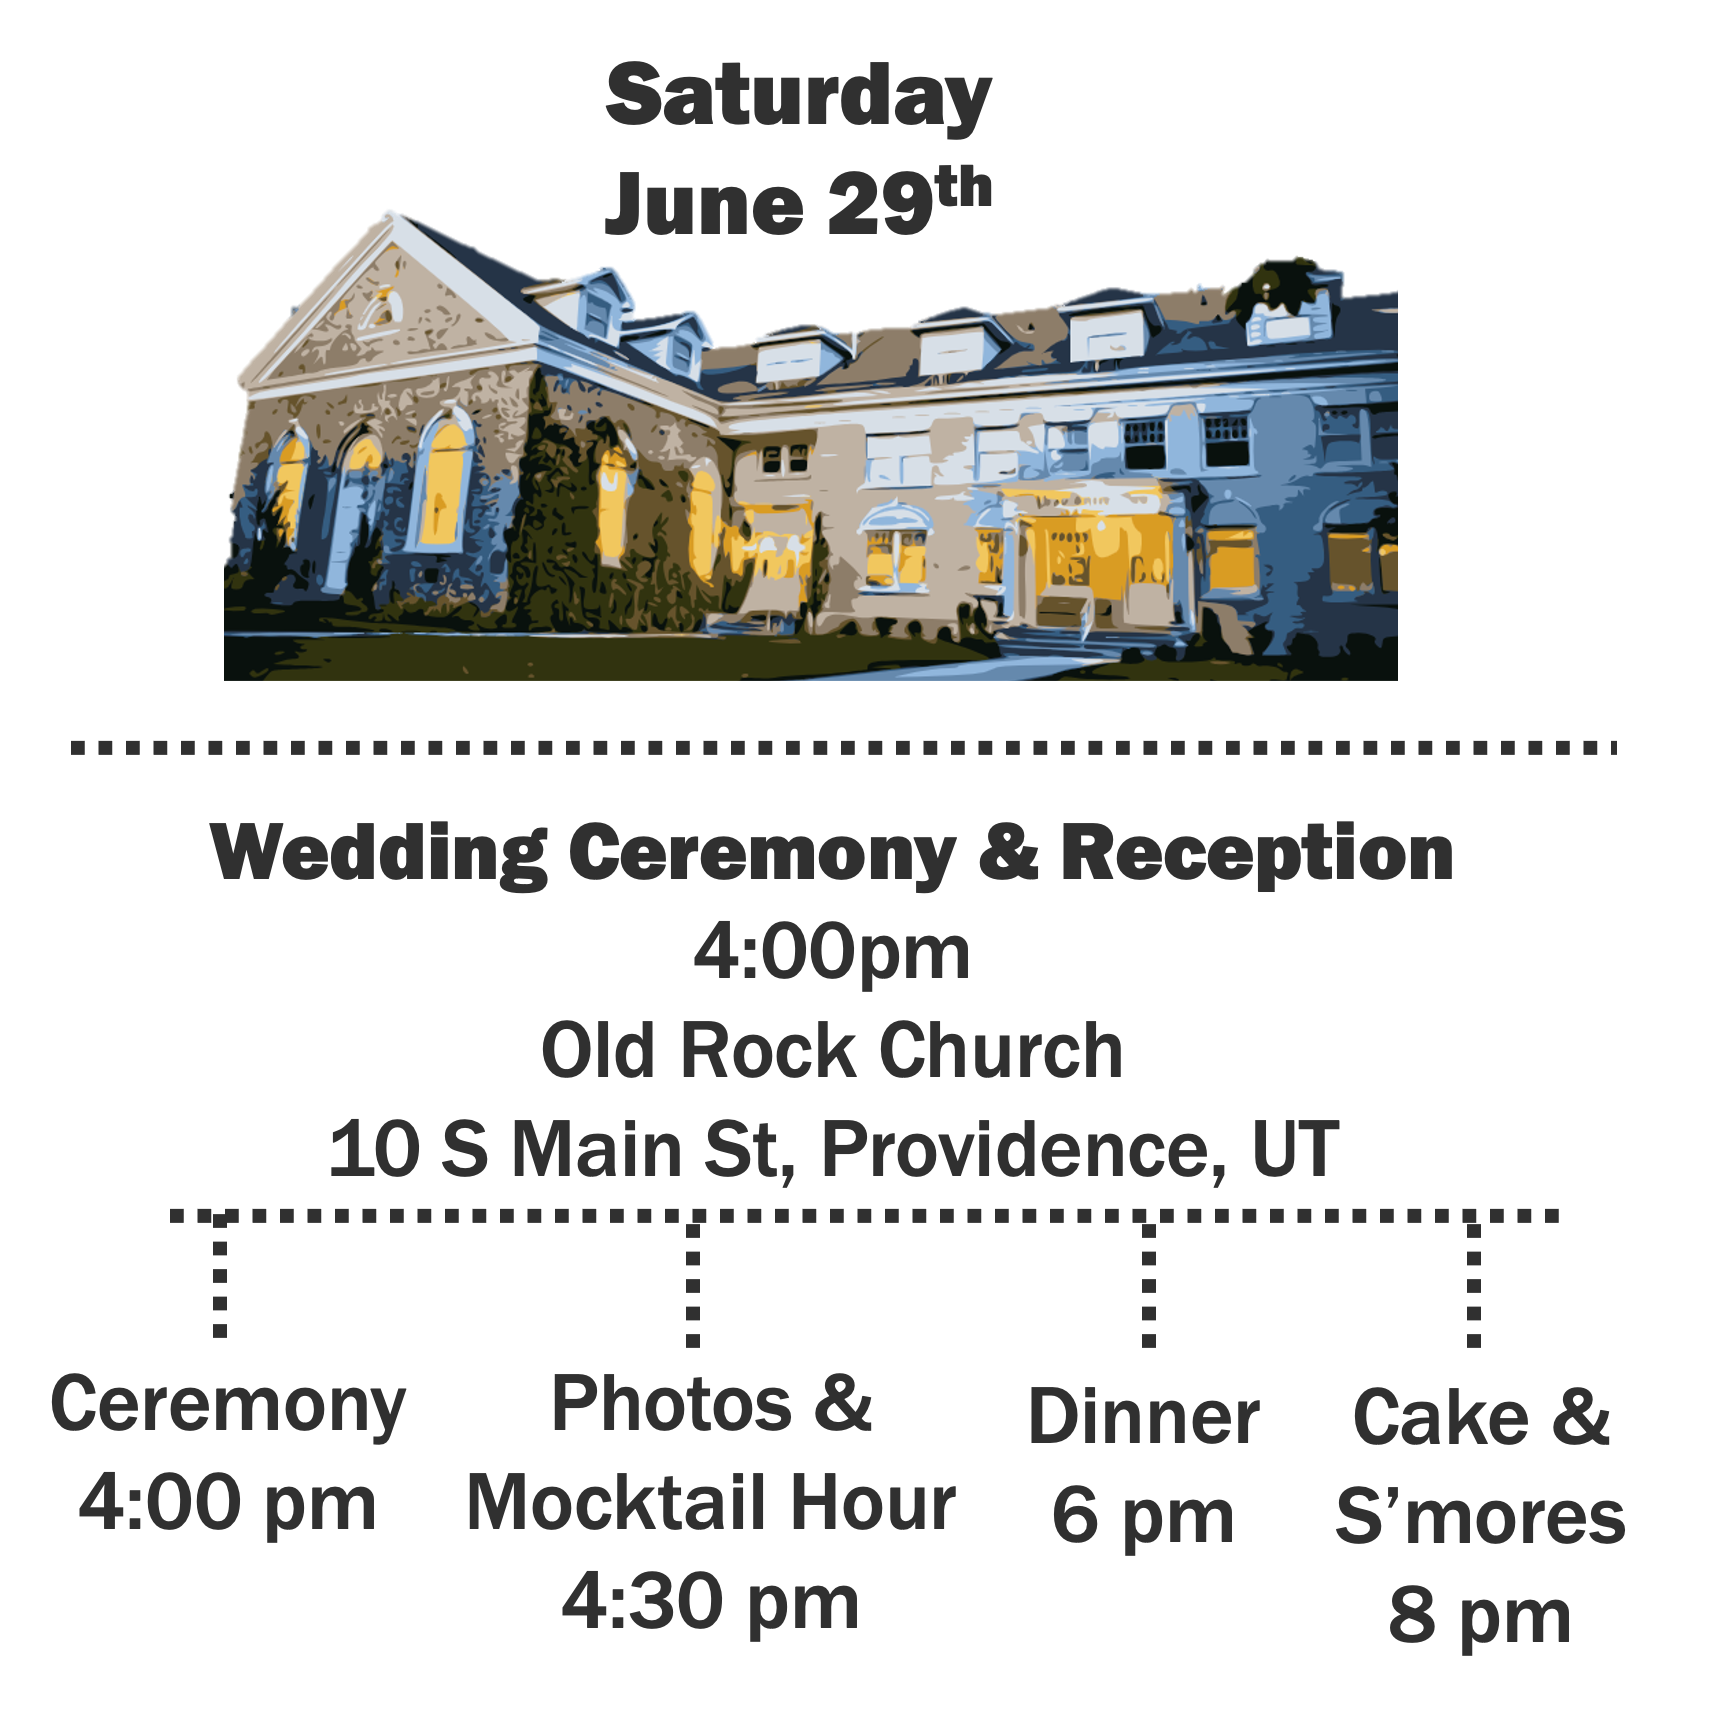 Saturday
June 29th
Wedding Ceremony & Reception
4:00pm
Old Rock Church
10 S Main St, Providence, UT
Ceremony
4:00 pm
Photos &
Mocktail Hour
4:30 pm
Dinner
6 pm
Cake &
S’mores
8 pm